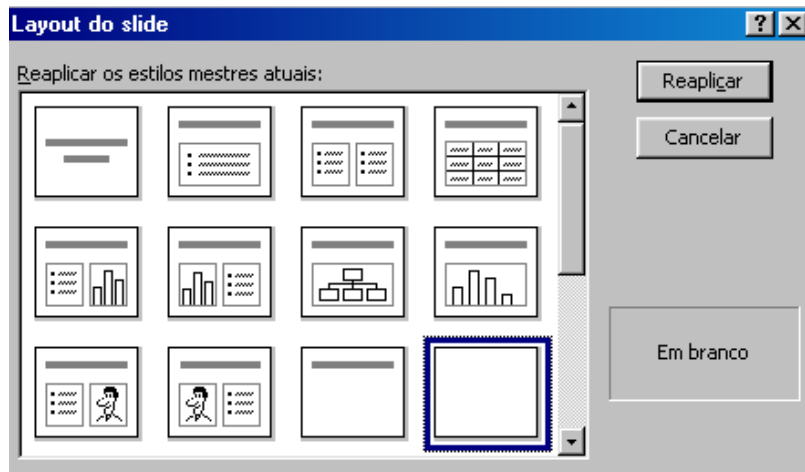 Layout do slide
Reaplicar os estilos mestres atuais:
Reaplicar
Cancelar
Em branco